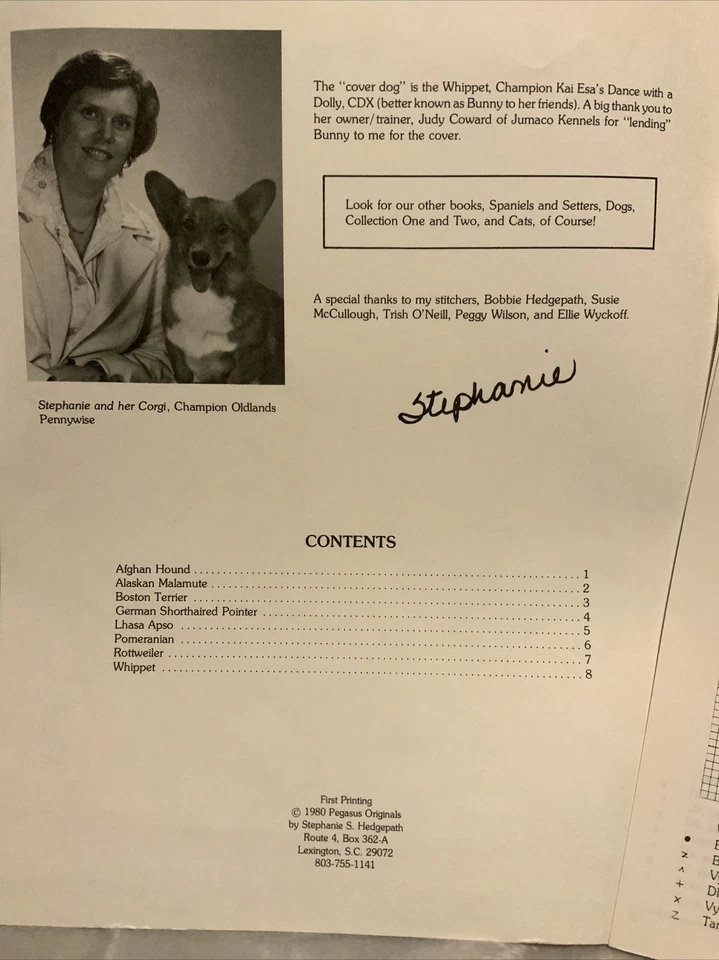 The "cover dog" is the Whippet, Champion Kai Esa's Dance with a
Dolly, CDX (better known as Bunny to her friends). A big thank you to
her owner/trainer, Judy Coward of Jumaco Kennels for "lending"
Bunny to me for the cover.
Look for our other books, Spaniels and Setters, Dogs,
Collection One and Two, and Cats, of Course!
A special thanks to my stitchers, Bobbie Hedgepath, Susie
McCullough, Trish O'Neill, Peggy Wilson, and Ellie Wyckoff.
Stephanie
Stephanie and her Corgi, Champion Oldlands
Pennywise
CONTENTS
Afghan Hound . . . . . . . . . . . . . . . . . . . . 1
Alaskan Malamute . . . . . . . . . . . . . . . . . . . . 2
Boston Terrier . . . . . . . . . . . . . . . . . . . . 3
German Shorthaired Pointer . . . . . . . . . . . . . . . . . . . . 4
Lhasa Apso . . . . . . . . . . . . . . . . . . . . 5
Pomeranian . . . . . . . . . . . . . . . . . . . . 6
Rottweiler . . . . . . . . . . . . . . . . . . . . 7
Whippet . . . . . . . . . . . . . . . . . . . . 8
First Printing
© 1980 Pegasus Originals
by Stephanie S. Hedgepath
Route 4, Box 362-A
Lexington, S.C. 29072
803-755-1141